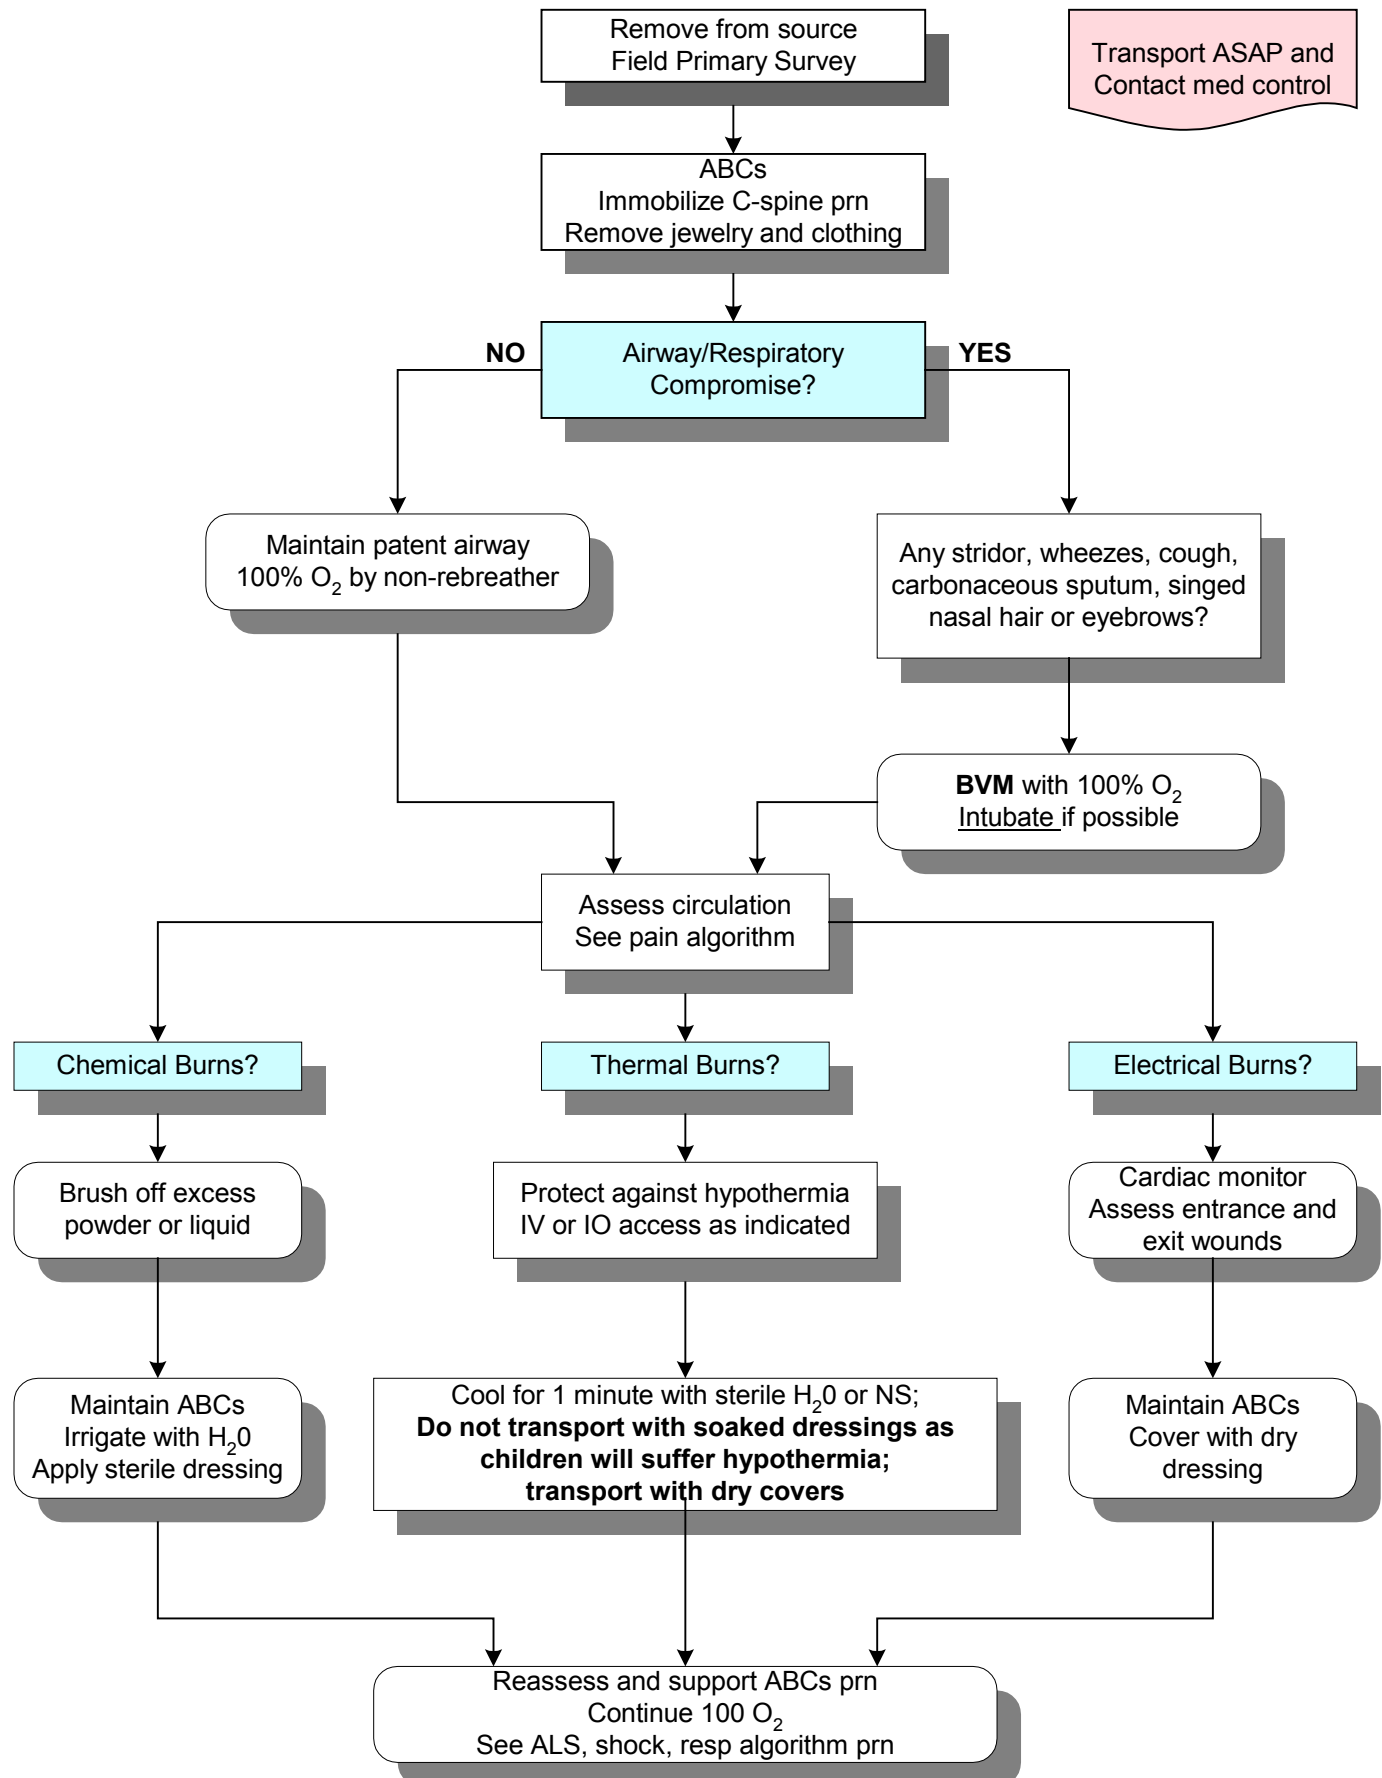 Remove from source
Field Primary Survey
Transport ASAP and
Contact med control
ABCs
Immobilize C-spine prn
Remove jewelry and clothing
NO
Airway/Respiratory
Compromise?
YES
Maintain patent airway
100% O₂ by non-rebreather
Any stridor, wheezes, cough,
carbonaceous sputum, singed
nasal hair or eyebrows?
BVM with 100% O₂
Intubate if possible
Assess circulation
See pain algorithm
Chemical Burns?
Thermal Burns?
Electrical Burns?
Brush off excess
powder or liquid
Protect against hypothermia
IV or IO access as indicated
Cardiac monitor
Assess entrance and
exit wounds
Maintain ABCs
Irrigate with H₂0
Apply sterile dressing
Cool for 1 minute with sterile H₂0 or NS;
Do not transport with soaked dressings as
children will suffer hypothermia;
transport with dry covers
Maintain ABCs
Cover with dry
dressing
Reassess and support ABCs prn
Continue 100 O₂
See ALS, shock, resp algorithm prn